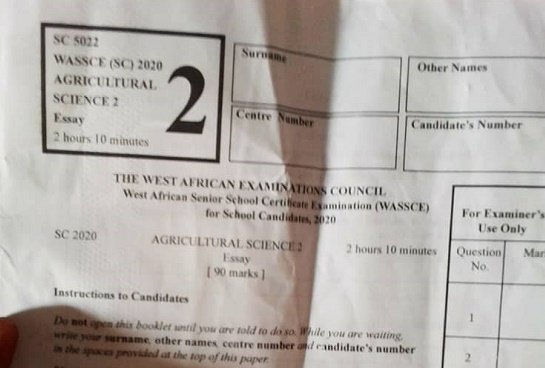 SC 5022
WASSCE (SC) 2020
AGRICULTURAL
SCIENCE 2
Essay
2 hours 10 minutes
2
Surname
Other Names
Centre Number
Candidate's Number
THE WEST AFRICAN EXAMINATIONS COUNCIL
West African Senior School Certificate Examination (WASSCE)
for School Candidates, 2020
SC 2020
AGRICULTURAL SCIENCE 2
2 hours 10 minutes
Essay
[ 90 marks ]
For Examiner's
Use Only
Question
No.
Mar
1
2
Instructions to Candidates
Do not open this booklet until you are told to do so. While you are waiting,
write your surname, other names, centre number and candidate's number
in the spaces provided at the top of this paper.